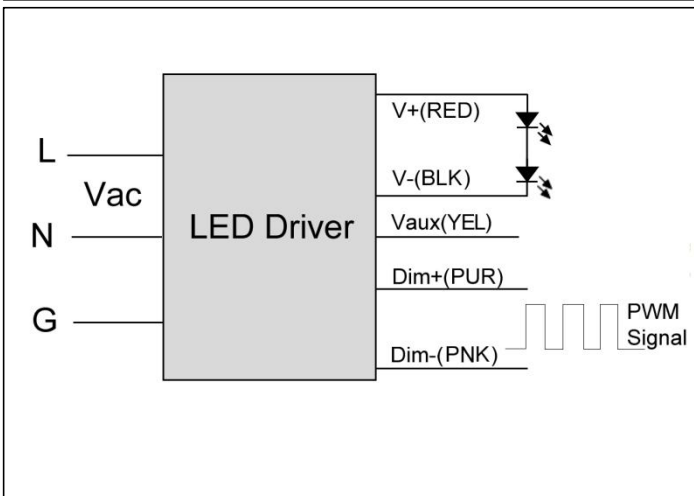 L
Vac
N
G
LED Driver
V+(RED)
V-(BLK)
Vaux(YEL)
Dim+(PUR)
Dim-(PNK)
PWM
Signal